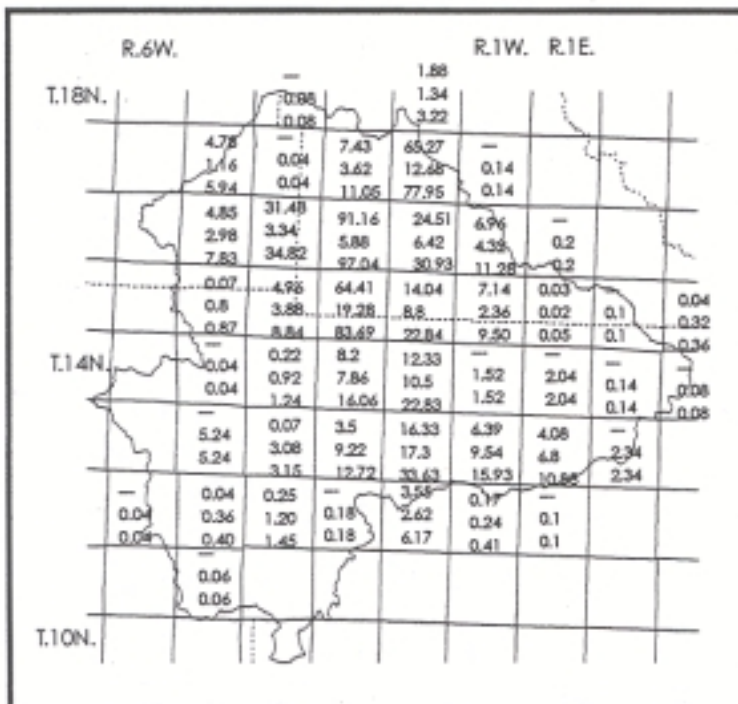 R.6W. R.1W. R.1E.
— 1.88
T.18N. 0.08 1.34
0.08 3.22
4.78 — 7.43 65.27 —
1.16 0.04 3.62 12.68 0.14
5.94 0.04 11.05 77.95 0.14
4.85 31.48 91.16 24.51 6.96 —
2.98 3.34 5.88 6.42 4.32 0.2
7.83 34.82 97.04 30.93 11.28 0.2
0.07 4.96 64.41 14.04 7.14 0.03 0.04
0.8 3.88 19.28 8.8 2.36 0.02 0.1 0.32
0.87 8.84 83.69 22.84 9.50 0.05 0.1 0.36
T.14N. — 0.22 8.2 12.33 — — — —
0.04 0.92 7.86 10.5 1.52 2.04 0.14 0.08
0.04 1.24 16.06 22.83 1.52 2.04 0.14 0.08
— 0.07 3.5 16.33 6.39 4.08 —
5.24 3.08 9.22 17.3 9.54 6.8 2.34
5.24 3.15 12.72 33.63 15.93 10.88 2.34
— 0.04 0.25 — 3.55 0.17 —
0.04 0.36 1.20 0.18 2.62 0.24 0.1
0.04 0.40 1.45 0.18 6.17 0.41 0.1
—
0.06
0.06
T.10N.